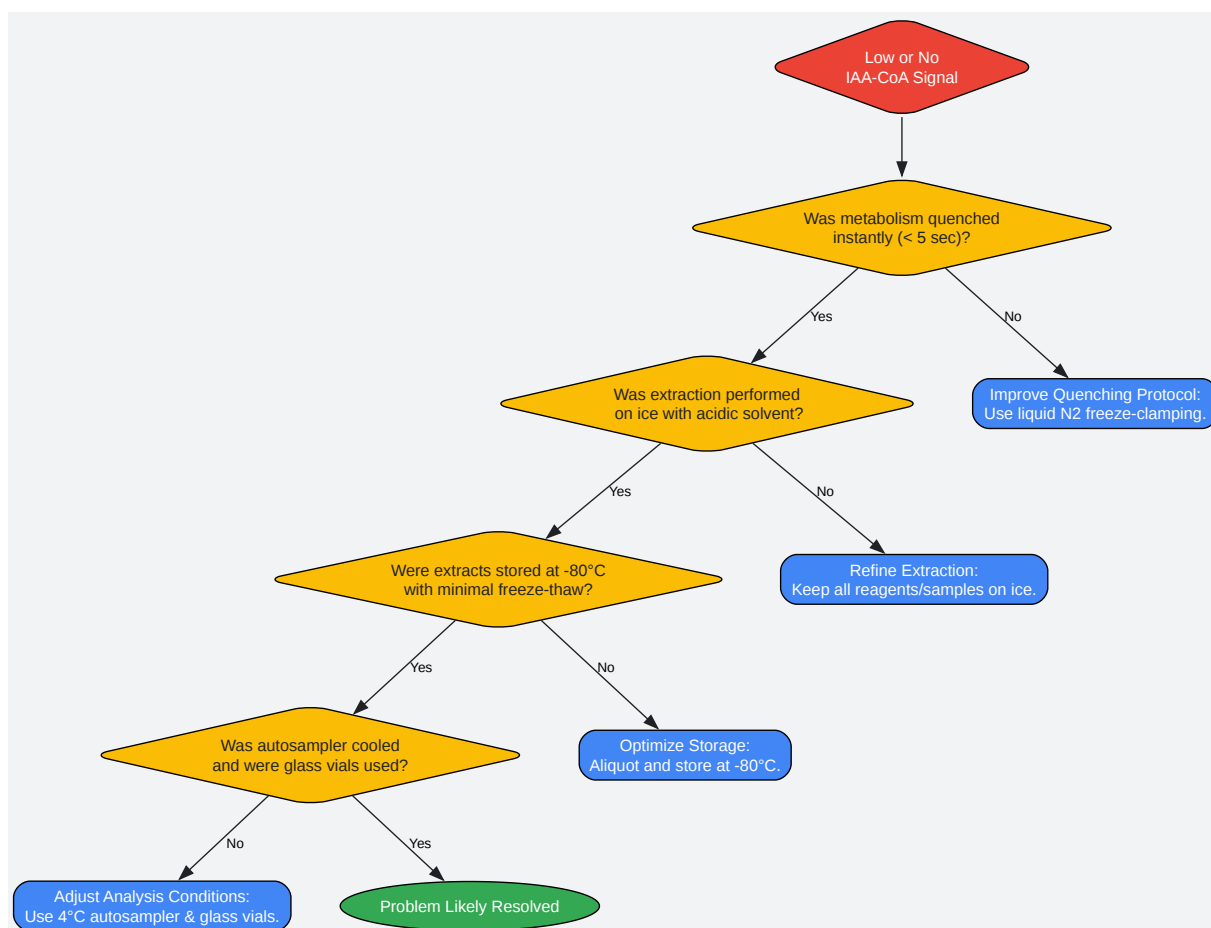 Low or No
IAA-CoA Signal
Was metabolism quenched
instantly (< 5 sec)?
Yes
No
Was extraction performed
on ice with acidic solvent?
Improve Quenching Protocol:
Use liquid N2 freeze-clamping.
Yes
No
Were extracts stored at -80°C
with minimal freeze-thaw?
Refine Extraction:
Keep all reagents/samples on ice.
Yes
No
Was autosampler cooled
and were glass vials used?
Optimize Storage:
Aliquot and store at -80°C.
No
Yes
Adjust Analysis Conditions:
Use 4°C autosampler & glass vials.
Problem Likely Resolved